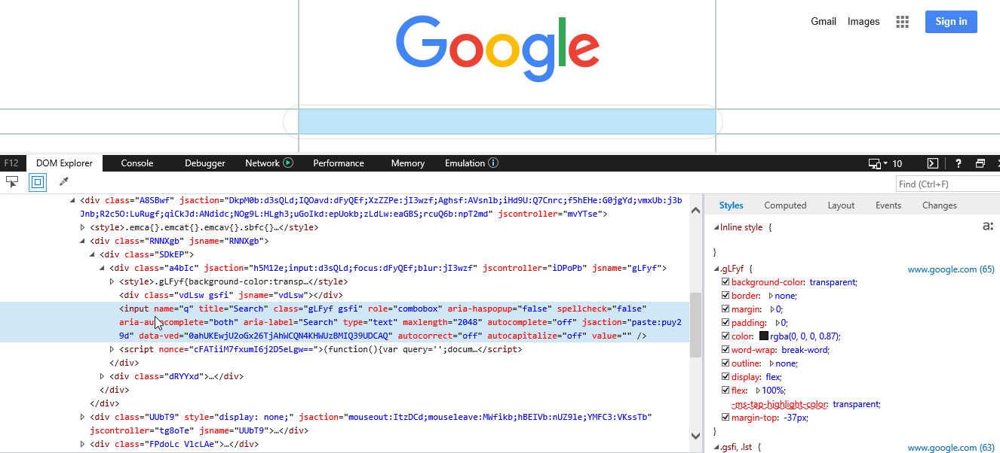 Gmail Images Sign in
Google
F12 DOM Explorer Console Debugger Network Performance Memory Emulation 10 ?
Find (Ctrl+F)
<div class="A8SBwf" jsaction="DkpM0b:d3sQLd;IQOavd:dFyQEf;XzZZPe:jI3wzf;Aghsf:AVsnlb;iHd9U:Q7Cnrc;f5hEHe:G0jgYd;vmxUb:j3b
Jnb;R2c5O:LuRugf;qiCkJd:ANdidc;NOg9L:HLgh3;uGoIkd:epUokb;zLdLw:eaGBS;rcuQ6b:npT2md" jscontroller="mvYTse">
<style>.emca{}.emcat{}.emcav{}.sbfc{}…</style>
<div class="RNNXgb" jsname="RNNXgb">
<div class="SDkEP">
<div class="a4bIc" jsaction="h5M12e;input:d3sQLd;focus:dFyQEf;blur:jI3wzf" jscontroller="iDPoPb" jsname="gLFyf">
<style>.gLFyf{background-color:transp…</style>
<div class="vdLsw gsfi" jsname="vdLsw"></div>
<input name="q" title="Search" class="gLFyf gsfi" role="combobox" aria-haspopup="false" spellcheck="false"
aria-autocomplete="both" aria-label="Search" type="text" maxlength="2048" autocomplete="off" jsaction="paste:puy2
9d" data-ved="0ahUKEwjU2oGx26TjAhWCQN4KHWUzBMIQ39UDCAQ" autocorrect="off" autocapitalize="off" value="" />
<script nonce="cFATiiM7fxumI6j2D5eLgw==">(function(){var query='';docum…</script>
</div>
<div class="dRYYxd">…</div>
</div>
</div>
<div class="UUbT9" style="display: none;" jsaction="mouseout:ItzDCd;mouseleave:MWfikb;hBEIVb:nUZ9le;YMFC3:VKssTb"
jscontroller="tg8oTe" jsname="UUbT9">…</div>
<div class="FPdoLc VlcLAe">…</div>
Styles Computed Layout Events Changes
Inline style { a:
}
.gLFyf { www.google.com (65)
background-color: transparent;
border: none;
margin: 0;
padding: 0;
color: rgba(0, 0, 0, 0.87);
word-wrap: break-word;
outline: none;
display: flex;
flex: 100%;
-ms-tap-highlight-color: transparent;
margin-top: -37px;
}
.gsfi, .lst { www.google.com (63)